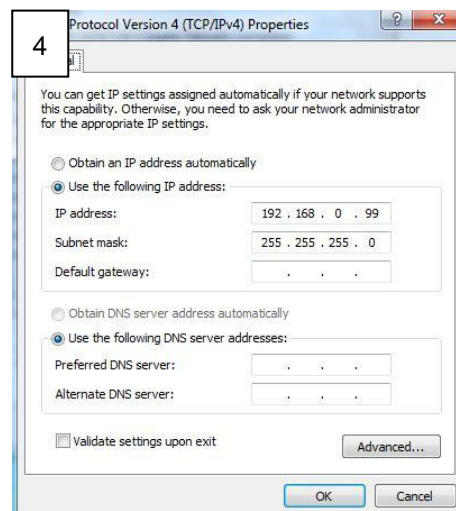 4
Protocol Version 4 (TCP/IPv4) Properties
You can get IP settings assigned automatically if your network supports
this capability. Otherwise, you need to ask your network administrator
for the appropriate IP settings.
Obtain an IP address automatically
Use the following IP address:
IP address: 192 . 168 . 0 . 99
Subnet mask: 255 . 255 . 255 . 0
Default gateway: . . .
Obtain DNS server address automatically
Use the following DNS server addresses:
Preferred DNS server: . . .
Alternate DNS server: . . .
Validate settings upon exit
Advanced...
OK Cancel